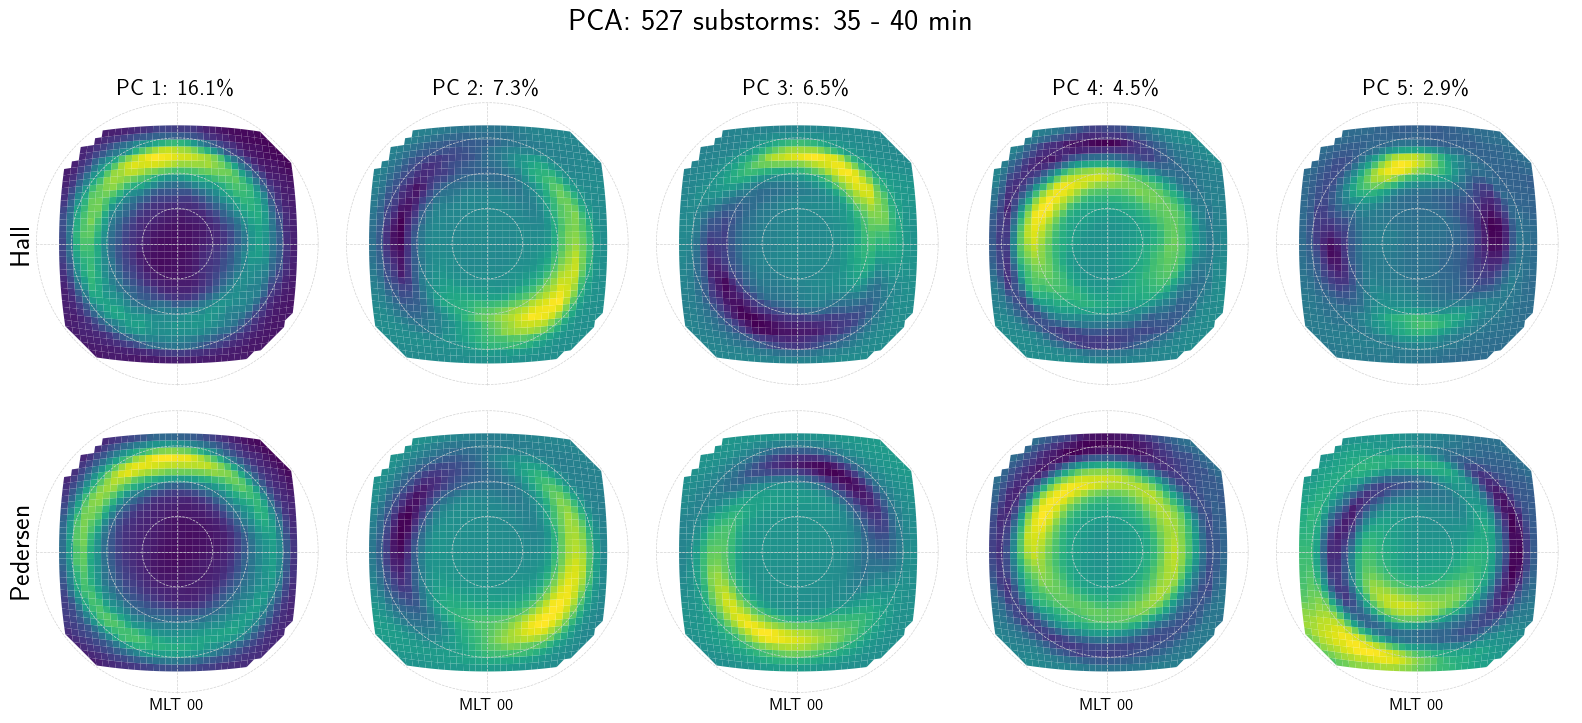 PCA: 527 substorms: 35 - 40 min
PC 1: 16.1%
PC 2: 7.3%
PC 3: 6.5%
PC 4: 4.5%
PC 5: 2.9%
Hall
Pedersen
MLT 00
MLT 00
MLT 00
MLT 00
MLT 00